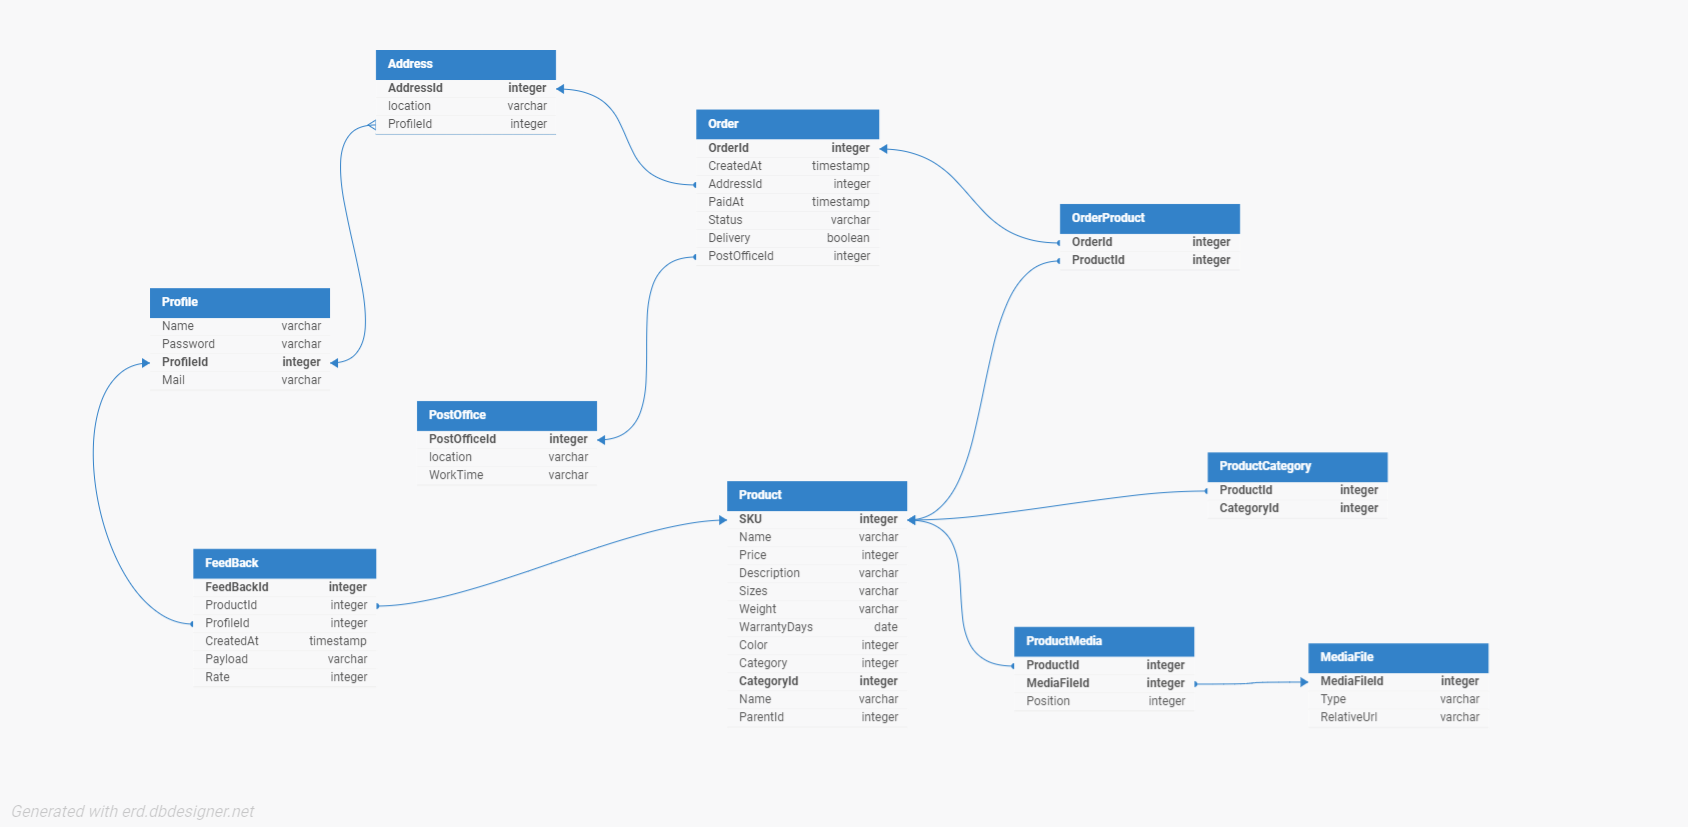 Address
AddressId integer
location varchar
ProfileId integer
Order
OrderId integer
CreatedAt timestamp
AddressId integer
PaidAt timestamp
Status varchar
Delivery boolean
PostOfficeId integer
OrderProduct
OrderId integer
ProductId integer
Profile
Name varchar
Password varchar
ProfileId integer
Mail varchar
PostOffice
PostOfficeId integer
location varchar
WorkTime varchar
ProductCategory
ProductId integer
CategoryId integer
Product
SKU integer
Name varchar
Price integer
Description varchar
Sizes varchar
Weight varchar
WarrantyDays date
Color integer
Category integer
CategoryId integer
Name varchar
ParentId integer
FeedBack
FeedBackId integer
ProductId integer
ProfileId integer
CreatedAt timestamp
Payload varchar
Rate integer
ProductMedia
ProductId integer
MediaFileId integer
Position integer
MediaFile
MediaFileId integer
Type varchar
RelativeUrl varchar
Generated with erd.dbdesigner.net